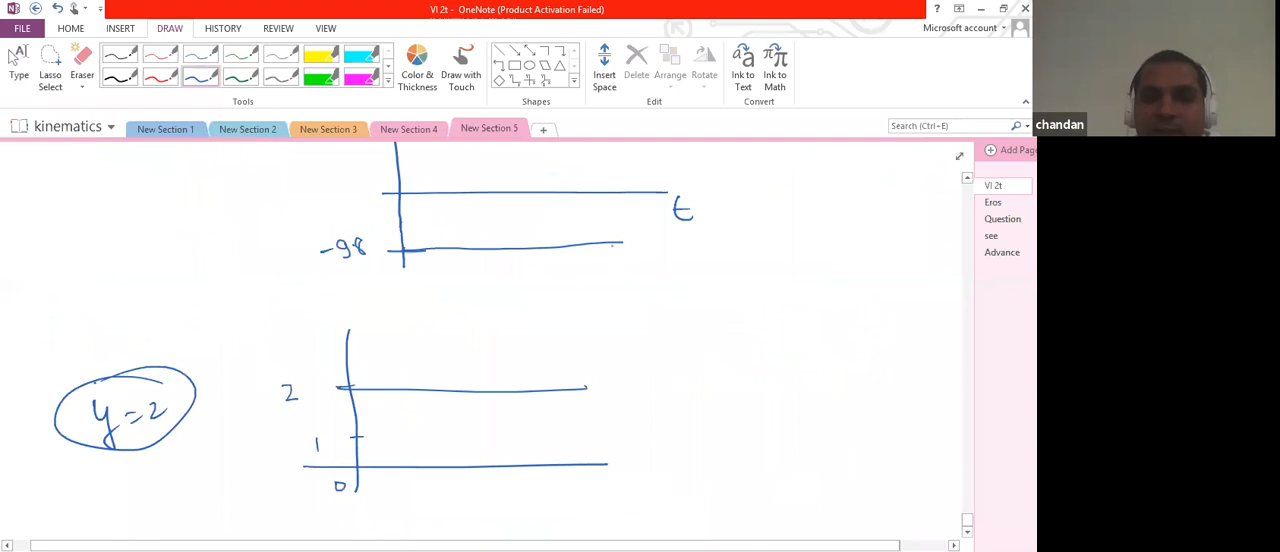 VI 2t - OneNote (Product Activation Failed)
FILE HOME INSERT DRAW HISTORY REVIEW VIEW
Microsoft account
Type
Lasso Select
Eraser
Color & Thickness
Draw with Touch
Insert Space
Delete
Arrange
Rotate
Ink to Text
Ink to Math
Tools
Shapes
Edit
Convert
kinematics
New Section 1
New Section 2
New Section 3
New Section 4
New Section 5
Search (Ctrl+E)
chandan
Add Page
VI 2t
Eros
Question
see
Advance
t
-98
2
y=2
1
0